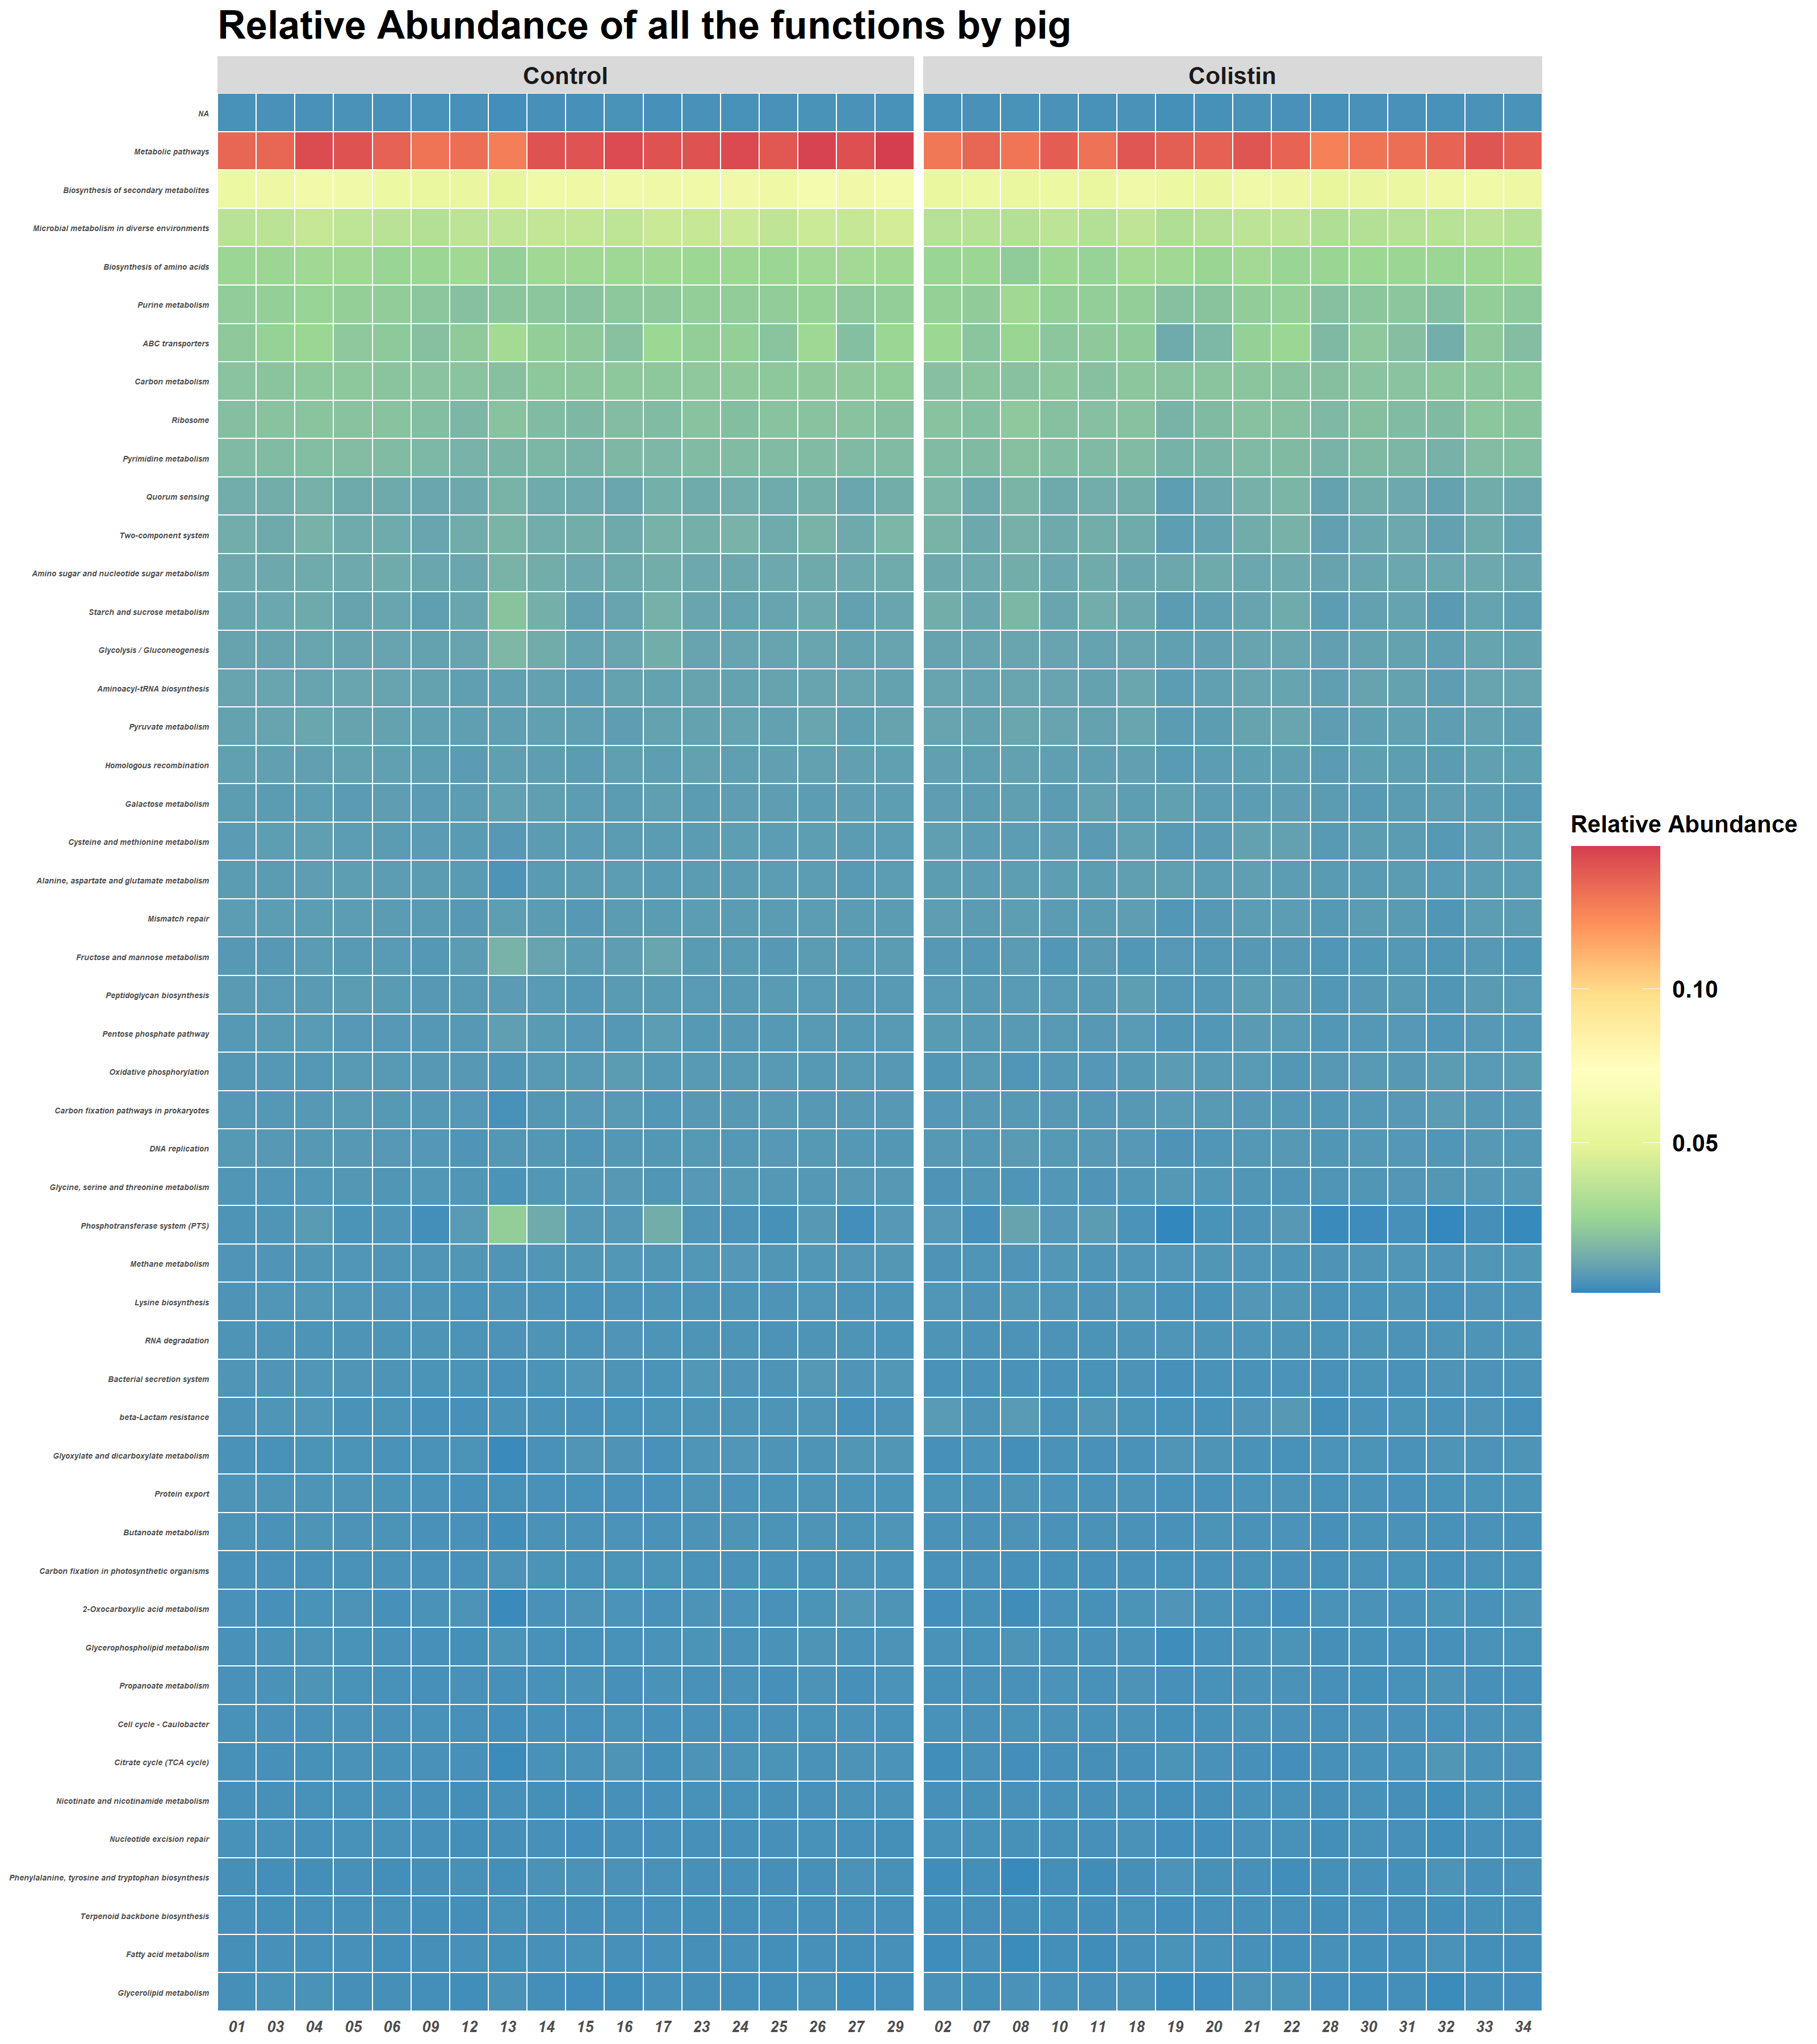 Relative Abundance of all the functions by pig
Control Colistin
NA
Metabolic pathways
Biosynthesis of secondary metabolites
Microbial metabolism in diverse environments
Biosynthesis of amino acids
Purine metabolism
ABC transporters
Carbon metabolism
Ribosome
Pyrimidine metabolism
Quorum sensing
Two-component system
Amino sugar and nucleotide sugar metabolism
Starch and sucrose metabolism
Glycolysis / Gluconeogenesis
Aminoacyl-tRNA biosynthesis
Pyruvate metabolism
Homologous recombination
Galactose metabolism
Cysteine and methionine metabolism
Alanine, aspartate and glutamate metabolism
Mismatch repair
Fructose and mannose metabolism
Peptidoglycan biosynthesis
Pentose phosphate pathway
Oxidative phosphorylation
Carbon fixation pathways in prokaryotes
DNA replication
Glycine, serine and threonine metabolism
Phosphotransferase system (PTS)
Methane metabolism
Lysine biosynthesis
RNA degradation
Bacterial secretion system
beta-Lactam resistance
Glyoxylate and dicarboxylate metabolism
Protein export
Butanoate metabolism
Carbon fixation in photosynthetic organisms
2-Oxocarboxylic acid metabolism
Glycerophospholipid metabolism
Propanoate metabolism
Cell cycle - Caulobacter
Citrate cycle (TCA cycle)
Nicotinate and nicotinamide metabolism
Nucleotide excision repair
Phenylalanine, tyrosine and tryptophan biosynthesis
Terpenoid backbone biosynthesis
Fatty acid metabolism
Glycerolipid metabolism
01 03 04 05 06 09 12 13 14 15 16 17 23 24 25 26 27 29 02 07 08 10 11 18 19 20 21 22 28 30 31 32 33 34
Relative Abundance
0.10
0.05